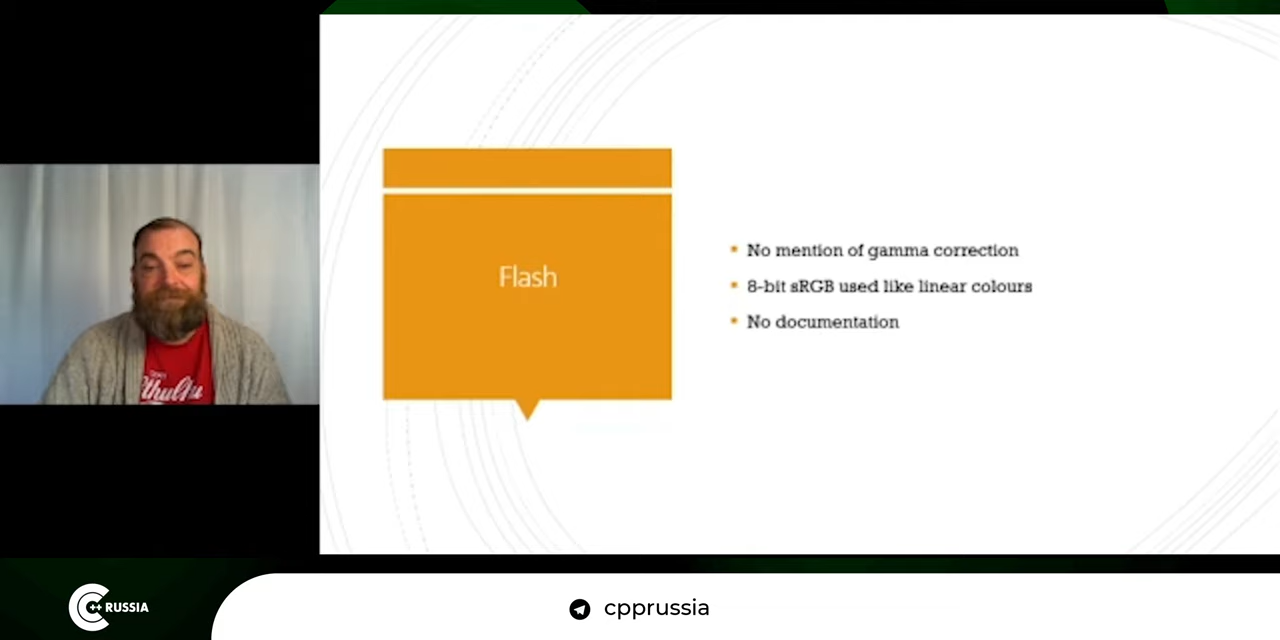 Flash
No mention of gamma correction
8-bit sRGB used like linear colours
No documentation
C++ RUSSIA
cpprussia